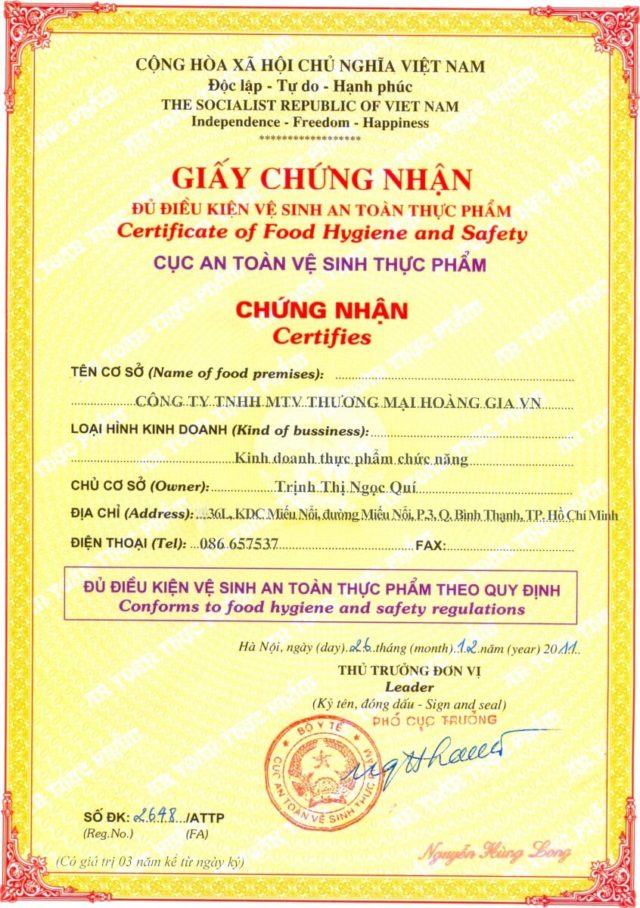 CỘNG HÒA XÃ HỘI CHỦ NGHĨA VIỆT NAM
Độc lập - Tự do - Hạnh phúc
THE SOCIALIST REPUBLIC OF VIET NAM
Independence - Freedom - Happiness
*******************
GIẤY CHỨNG NHẬN
ĐỦ ĐIỀU KIỆN VỆ SINH AN TOÀN THỰC PHẨM
Certificate of Food Hygiene and Safety
CỤC AN TOÀN VỆ SINH THỰC PHẨM
CHỨNG NHẬN
Certifies
TÊN CƠ SỞ (Name of food premises):
CÔNG TY TNHH MTV THƯƠNG MẠI HOÀNG GIA VN
LOẠI HÌNH KINH DOANH (Kind of bussiness):
Kinh doanh thực phẩm chức năng
CHỦ CƠ SỞ (Owner): Trịnh Thị Ngọc Quí
ĐỊA CHỈ (Address): 36L, KDC Miếu Nổi, đường Miếu Nổi, P.3, Q. Bình Thạnh, TP. Hồ Chí Minh
ĐIỆN THOẠI (Tel): 086 657537 FAX:
ĐỦ ĐIỀU KIỆN VỆ SINH AN TOÀN THỰC PHẨM THEO QUY ĐỊNH
Conforms to food hygiene and safety regulations
Hà Nội, ngày (day) 26 tháng (month) 12 năm (year) 2011
THỦ TRƯỞNG ĐƠN VỊ
Leader
(Ký tên, đóng dấu - Sign and seal)
PHÓ CỤC TRƯỞNG
BỘ Y TẾ
CỤC AN TOÀN VỆ SINH THỰC PHẨM
SỐ ĐK: 2648 /ATTP
(Reg.No.) (FA)
(Có giá trị 03 năm kể từ ngày ký)
Nguyễn Hùng Long